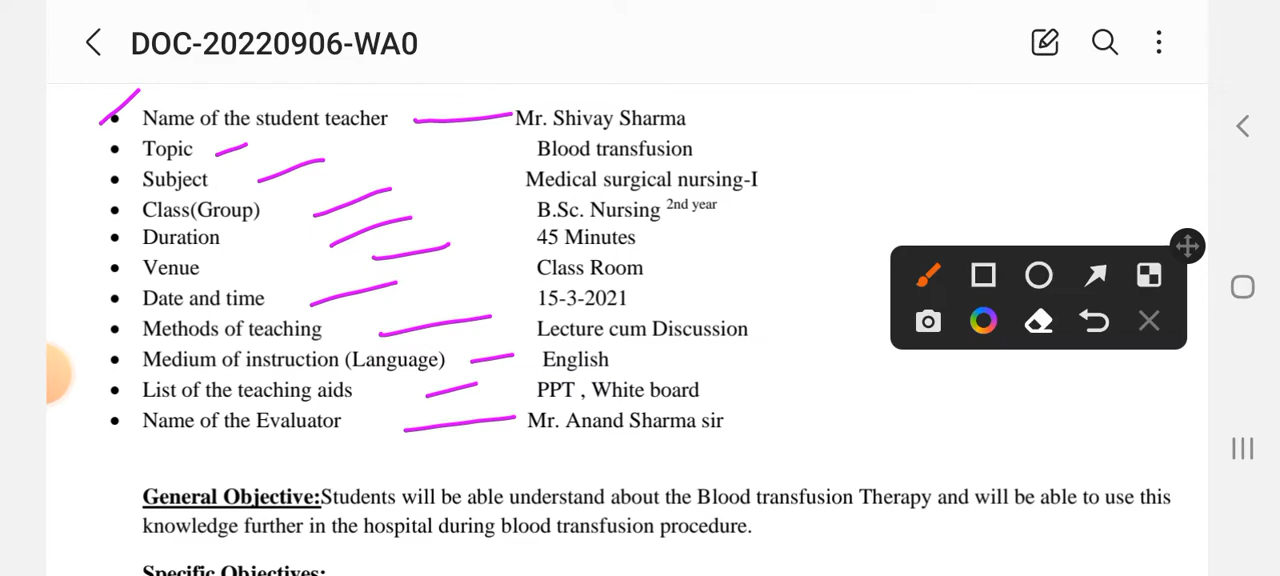 DOC-20220906-WA0
• Name of the student teacher Mr. Shivay Sharma
• Topic Blood transfusion
• Subject Medical surgical nursing-I
• Class(Group) B.Sc. Nursing 2nd year
• Duration 45 Minutes
• Venue Class Room
• Date and time 15-3-2021
• Methods of teaching Lecture cum Discussion
• Medium of instruction (Language) English
• List of the teaching aids PPT , White board
• Name of the Evaluator Mr. Anand Sharma sir
General Objective:Students will be able understand about the Blood transfusion Therapy and will be able to use this
knowledge further in the hospital during blood transfusion procedure.
Specific Objectives: